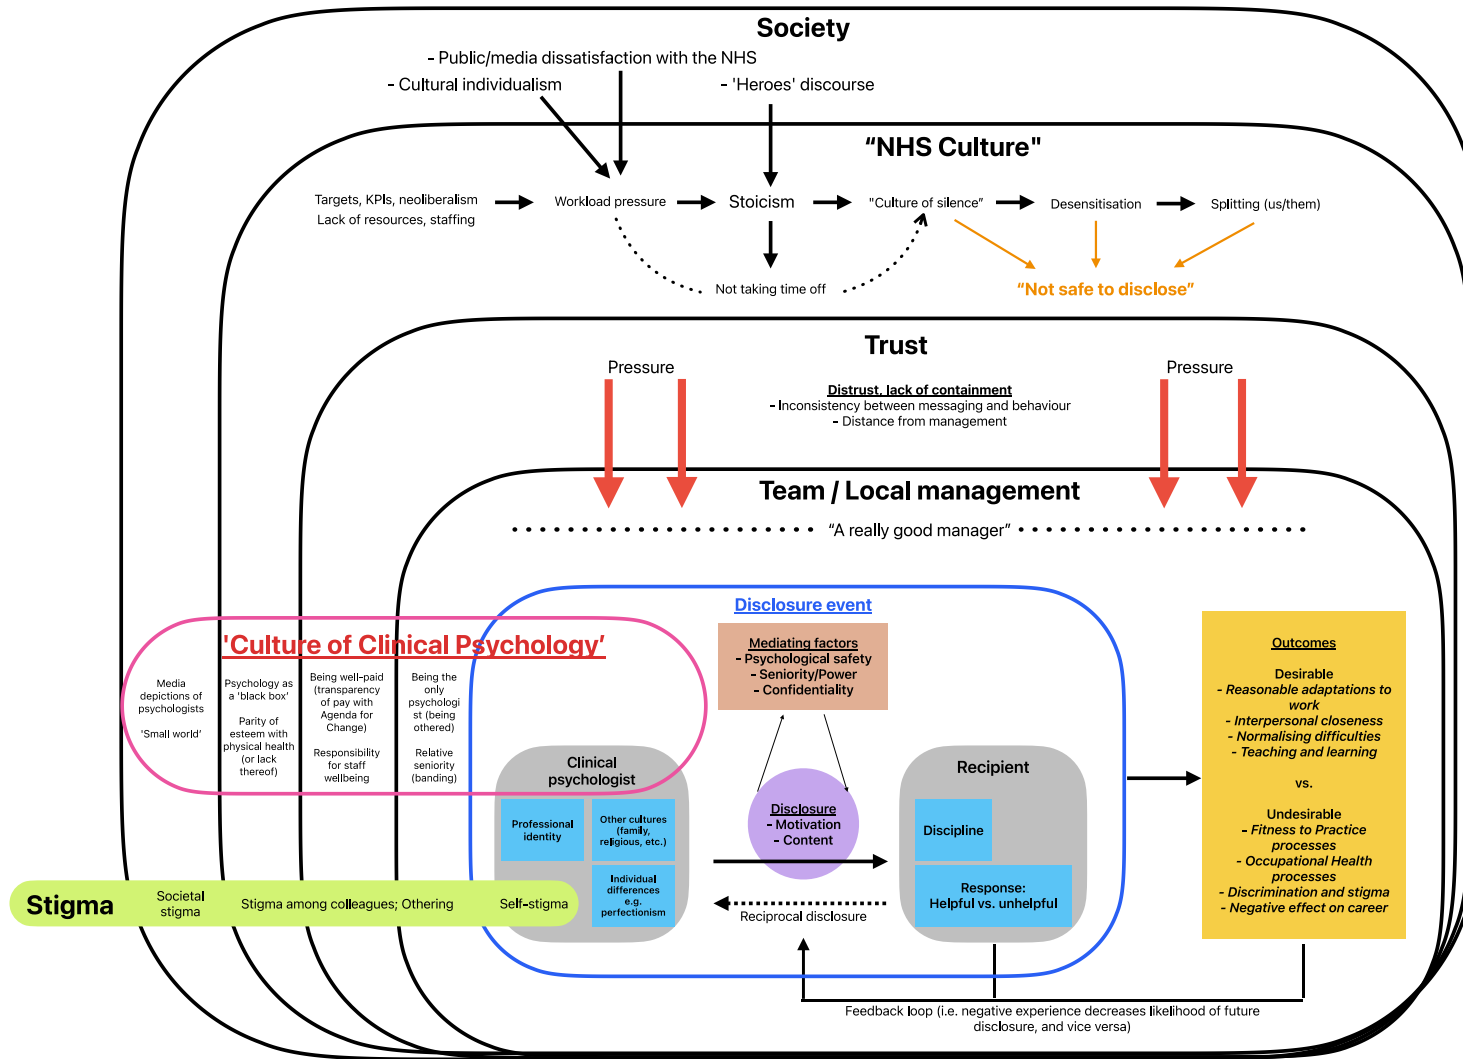 Society
- Public/media dissatisfaction with the NHS
- Cultural individualism
- 'Heroes' discourse
“NHS Culture"
Targets, KPIs, neoliberalism
Lack of resources, staffing
Workload pressure
Stoicism
"Culture of silence”
Desensitisation
Splitting (us/them)
Not taking time off
“Not safe to disclose”
Trust
Pressure
Pressure
Distrust, lack of containment
- Inconsistency between messaging and behaviour
- Distance from management
Team / Local management
“A really good manager”
Disclosure event
'Culture of Clinical Psychology’
Media
depictions of
psychologists
'Small world’
Psychology as
a ‘black box’
Parity of
esteem with
physical health
(or lack
thereof)
Being well-paid
(transparency
of pay with
Agenda for
Change)
Responsibility
for staff
wellbeing
Being the
only
psychologi
st (being
othered)
Relative
seniority
(banding)
Mediating factors
- Psychological safety
- Seniority/Power
- Confidentiality
Clinical
psychologist
Professional
identity
Other cultures
(family,
religious, etc.)
Individual
differences
e.g.
perfectionism
Disclosure
- Motivation
- Content
Reciprocal disclosure
Recipient
Discipline
Response:
Helpful vs. unhelpful
Outcomes
Desirable
- Reasonable adaptations to
work
- Interpersonal closeness
- Normalising difficulties
- Teaching and learning
vs.
Undesirable
- Fitness to Practice
processes
- Occupational Health
processes
- Discrimination and stigma
- Negative effect on career
Stigma
Societal
stigma
Stigma among colleagues; Othering
Self-stigma
Feedback loop (i.e. negative experience decreases likelihood of future
disclosure, and vice versa)